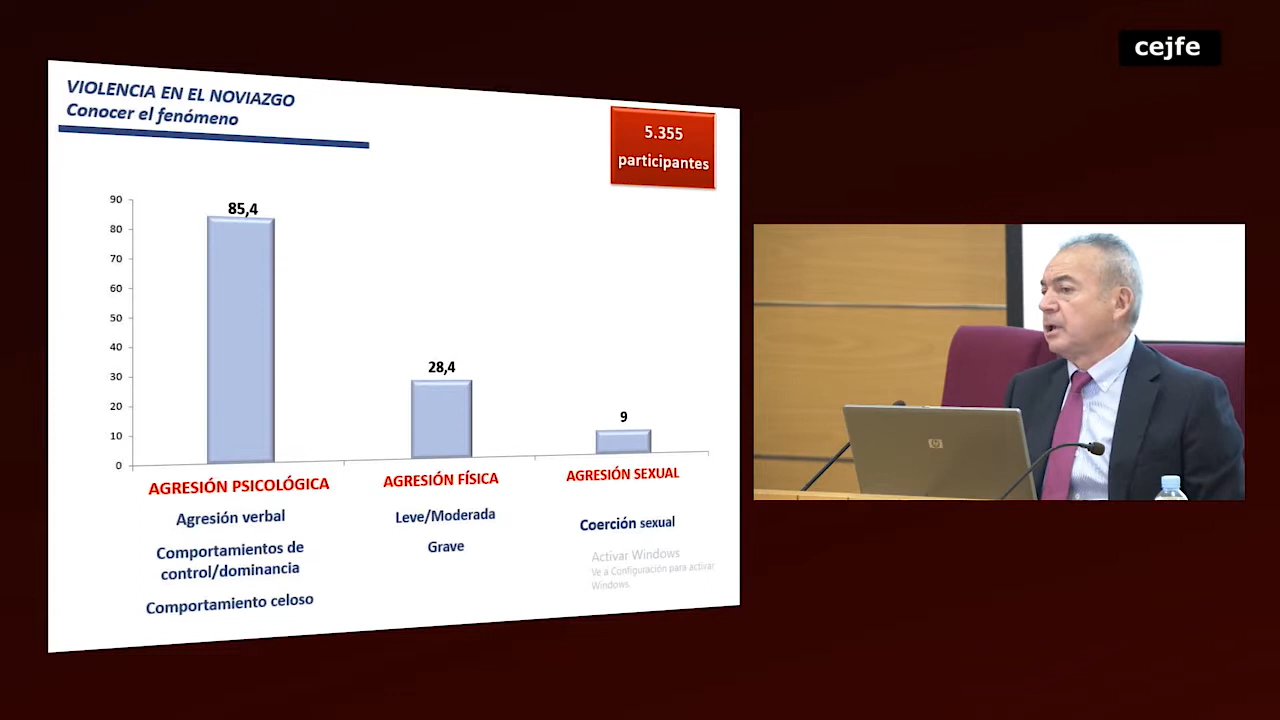 cejfe
VIOLENCIA EN EL NOVIAZGO
Conocer el fenómeno
5.355
participantes
90
80
70
60
50
40
30
20
10
0
85,4
28,4
9
AGRESIÓN PSICOLÓGICA
Agresión verbal
Comportamientos de
control/dominancia
Comportamiento celoso
AGRESIÓN FÍSICA
Leve/Moderada
Grave
AGRESIÓN SEXUAL
Coerción sexual
Activar Windows
Ve a Configuración para activar
Windows.
hp